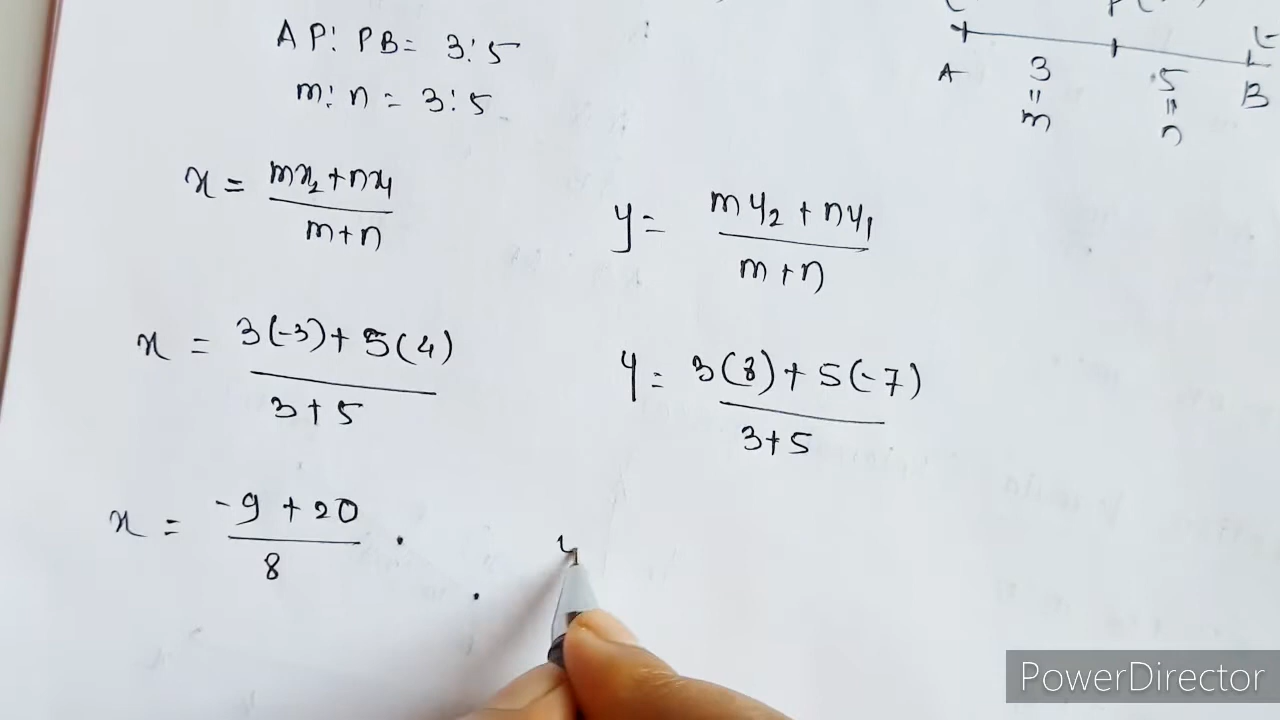 AP: PB = 3:5
m: n = 3:5
A 3 5 B
= =
m n
x = mx₂+nx₁ / m+n
y = my₂ + ny₁ / m+n
x = 3(-3)+ 5(4) / 3+5
y = 3(8)+ 5(-7) / 3+5
x = -9 +20 / 8 .
y
PowerDirector